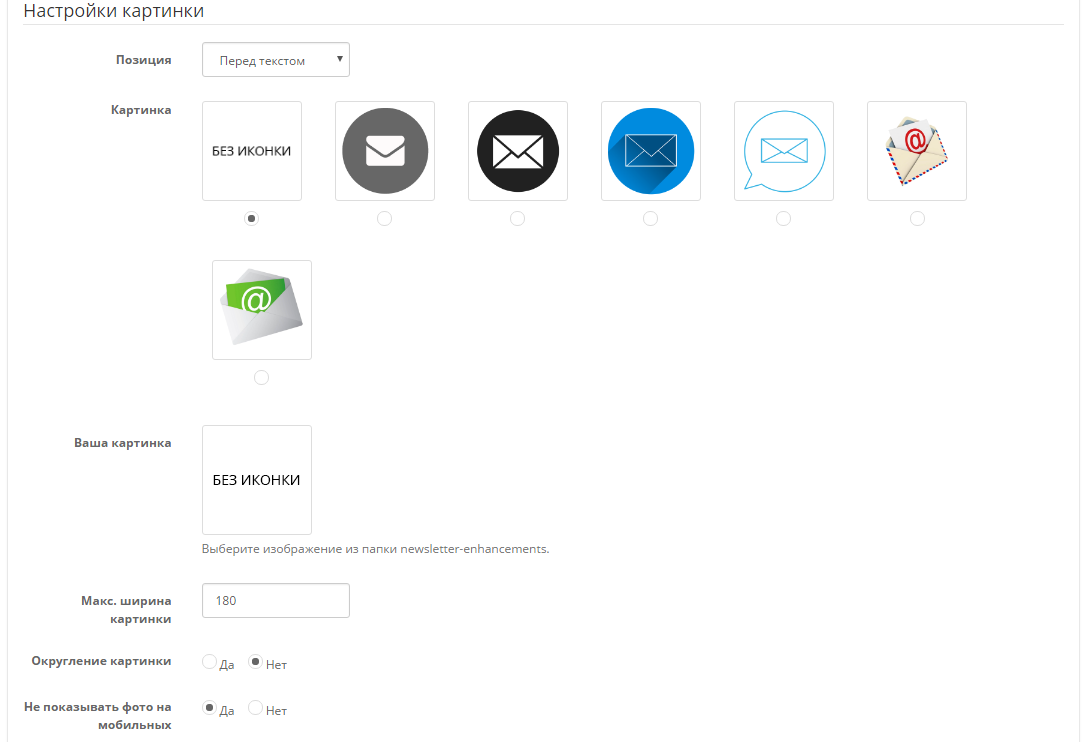 Настройки картинки
Позиция
Перед текстом
Картинка
БЕЗ ИКОНКИ
@
@
Ваша картинка
БЕЗ ИКОНКИ
Выберите изображение из папки newsletter-enhancements.
Макс. ширина
картинки
180
Округление картинки
Да Нет
Не показывать фото на
мобильных
Да Нет